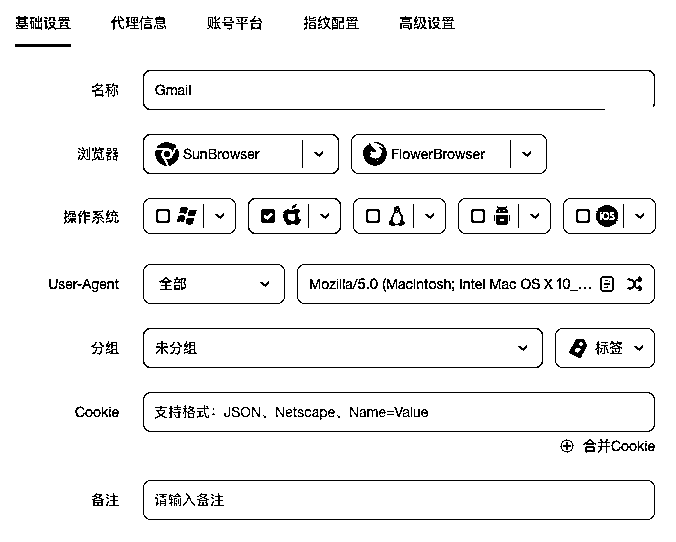 基础设置 代理信息 账号平台 指纹配置 高级设置
名称 Gmail
浏览器 SunBrowser FlowerBrowser
操作系统 iOS
User-Agent 全部 Mozilla/5.0 (Macintosh; Intel Mac OS X 10_...
分组 未分组 标签
Cookie 支持格式：JSON、Netscape、Name=Value
合并Cookie
备注 请输入备注